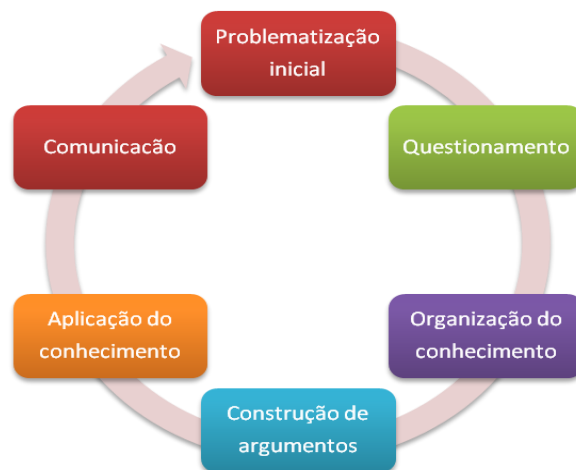 Problematização
inicial
Questionamento
Organização do
conhecimento
Construção de
argumentos
Aplicação do
conhecimento
Comunicacão